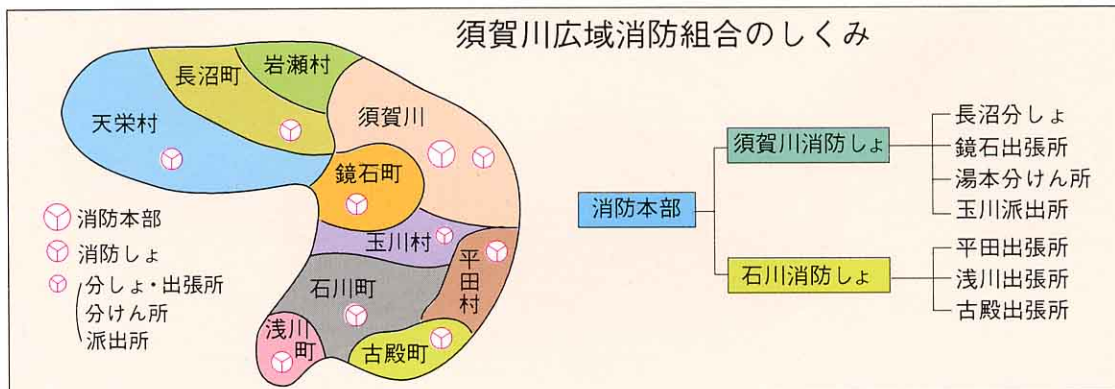 須賀川広域消防組合のしくみ
岩瀬村
長沼町
天栄村
須賀川
鏡石町
玉川村
平田村
石川町
浅川町
古殿町
消防本部
消防しょ
分しょ・出張所
分けん所
派出所
消防本部
須賀川消防しょ
長沼分しょ
鏡石出張所
湯本分けん所
玉川派出所
石川消防しょ
平田出張所
浅川出張所
古殿出張所